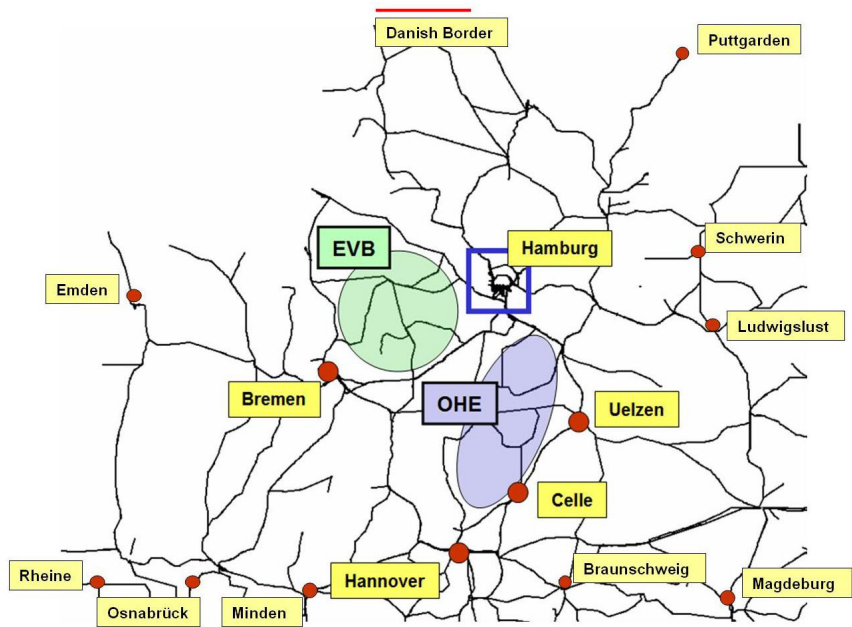 Danish Border
Puttgarden
EVB
Hamburg
Schwerin
Emden
Ludwigslust
Bremen
OHE
Uelzen
Celle
Rheine
Osnabrück
Minden
Hannover
Braunschweig
Magdeburg